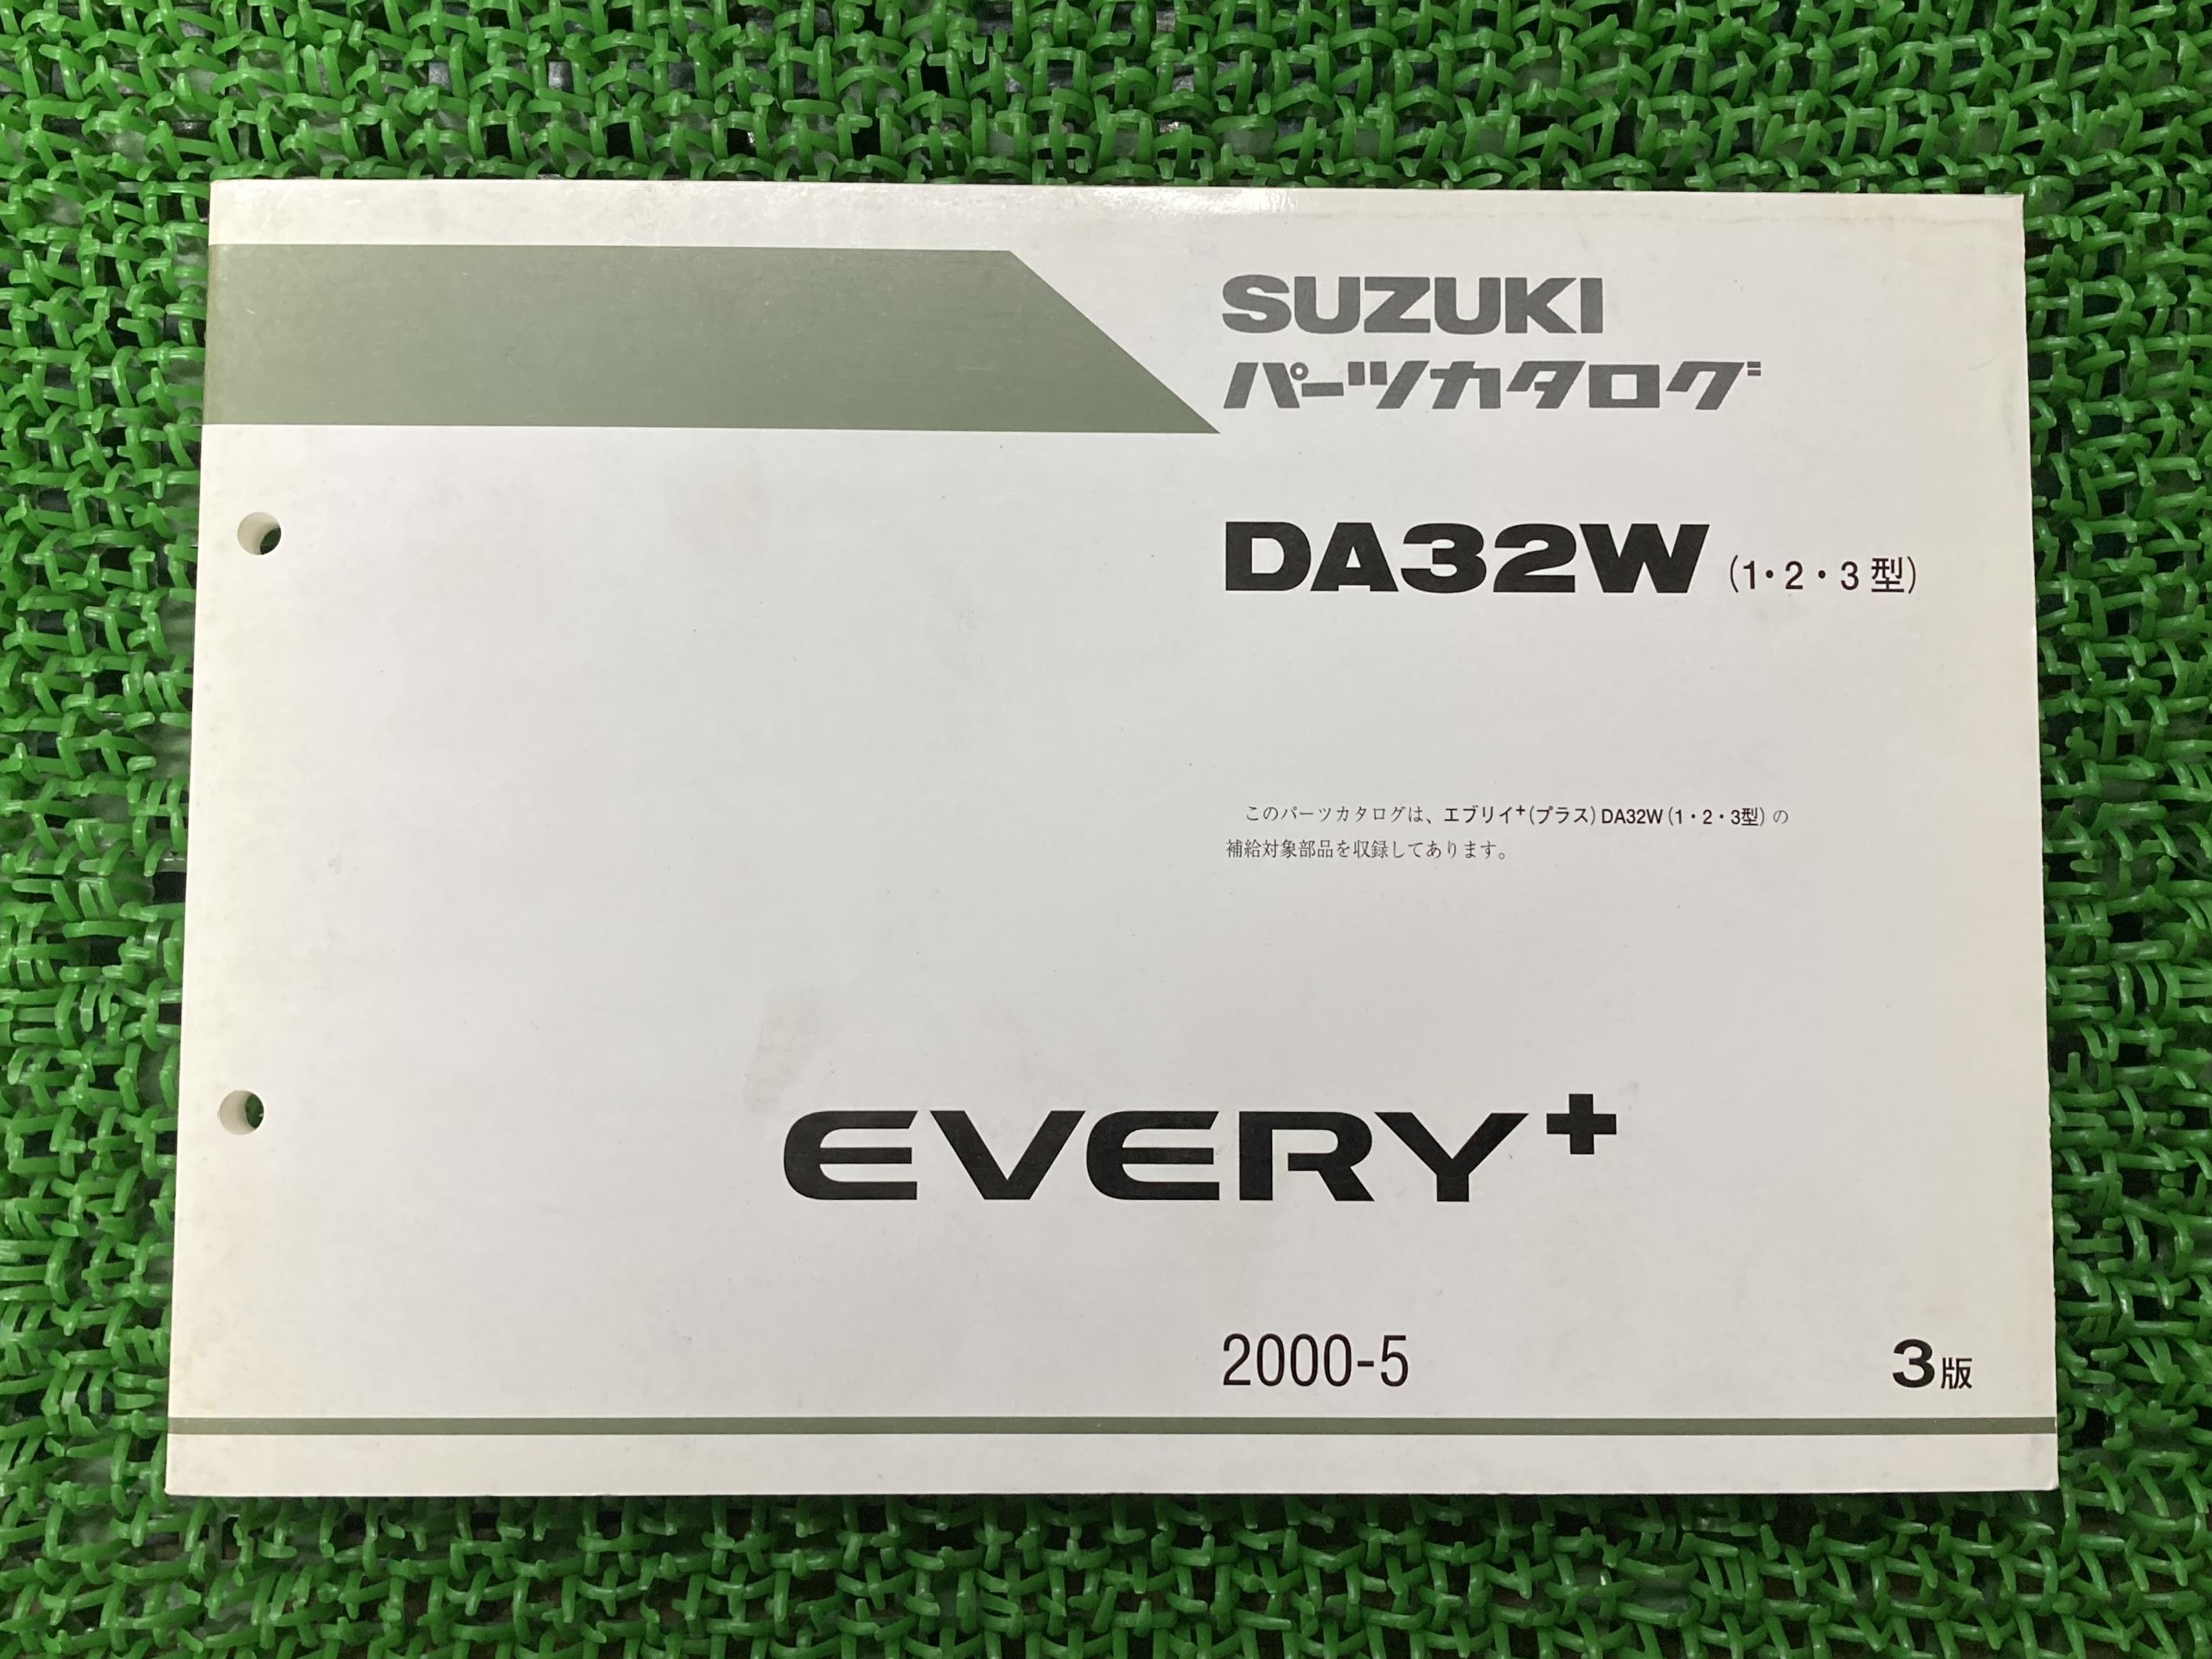 SUZUKI
パーツカタログ
DA32W (1・2・3 型)
このパーツカタログは、エブリイ+(プラス) DA32W (1・2・3型) の
補給対象部品を収録してあります。
EVERY+
2000-5
3版